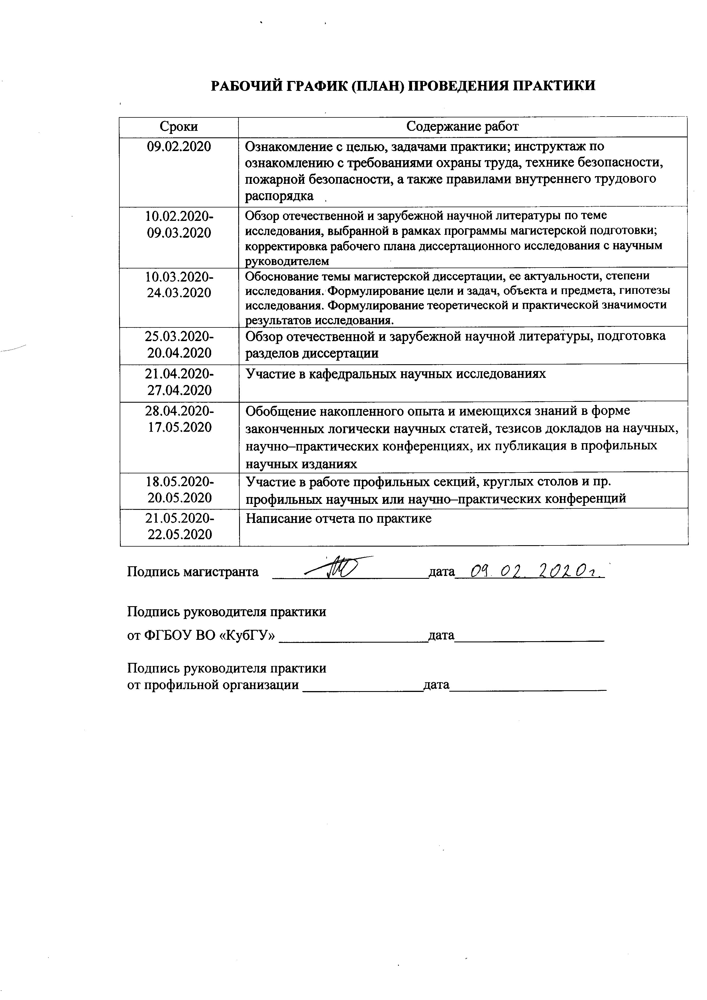 РАБОЧИЙ ГРАФИК (ПЛАН) ПРОВЕДЕНИЯ ПРАКТИКИ
Сроки Содержание работ
09.02.2020 Ознакомление с целью, задачами практики; инструктаж по
ознакомлению с требованиями охраны труда, технике безопасности,
пожарной безопасности, а также правилами внутреннего трудового
распорядка
10.02.2020- Обзор отечественной и зарубежной научной литературы по теме
09.03.2020 исследования, выбранной в рамках программы магистерской подготовки;
корректировка рабочего плана диссертационного исследования с научным
руководителем
10.03.2020- Обоснование темы магистерской диссертации, ее актуальности, степени
24.03.2020 исследования. Формулирование цели и задач, объекта и предмета, гипотезы
исследования. Формулирование теоретической и практической значимости
результатов исследования.
25.03.2020- Обзор отечественной и зарубежной научной литературы, подготовка
20.04.2020 разделов диссертации
21.04.2020- Участие в кафедральных научных исследованиях
27.04.2020
28.04.2020- Обобщение накопленного опыта и имеющихся знаний в форме
17.05.2020 законченных логически научных статей, тезисов докладов на научных,
научно–практических конференциях, их публикация в профильных
научных изданиях
18.05.2020- Участие в работе профильных секций, круглых столов и пр.
20.05.2020 профильных научных или научно–практических конференций
21.05.2020- Написание отчета по практике
22.05.2020
Подпись магистранта дата 09.02.2020г.
Подпись руководителя практики
от ФГБОУ ВО «КубГУ» дата
Подпись руководителя практики
от профильной организации дата